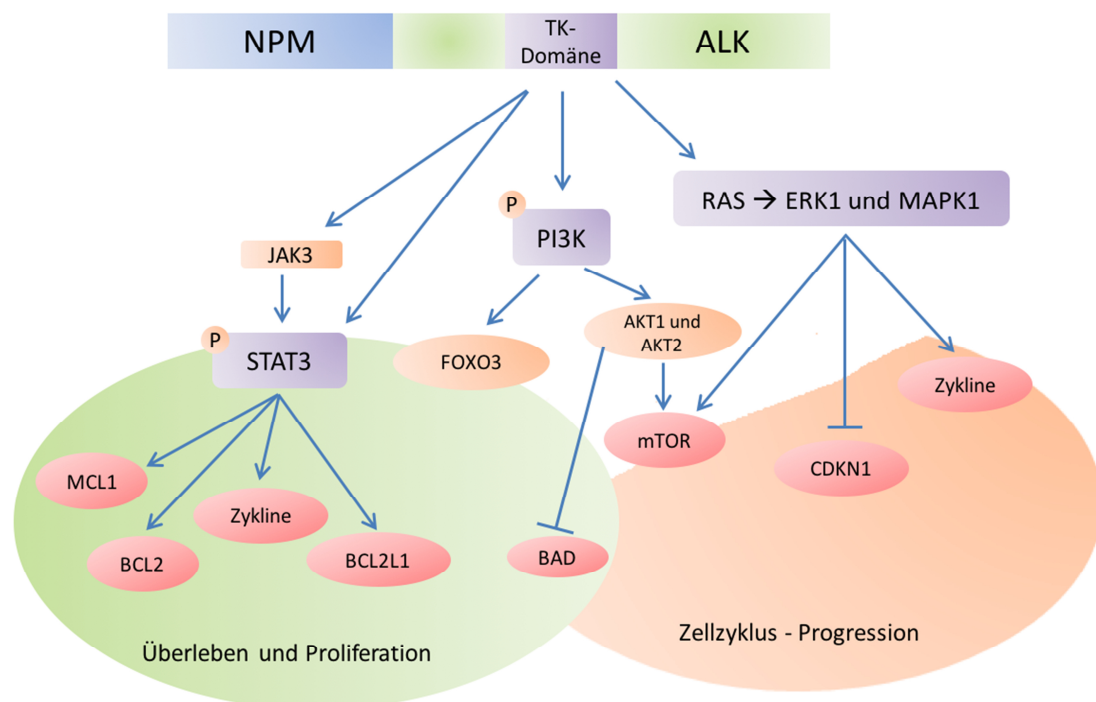 NPM
TK-
Domäne
ALK
RAS → ERK1 und MAPK1
P
PI3K
JAK3
AKT1 und
AKT2
P
STAT3
FOXO3
Zykline
mTOR
CDKN1
MCL1
Zykline
BCL2
BCL2L1
BAD
Zellzyklus - Progression
Überleben und Proliferation